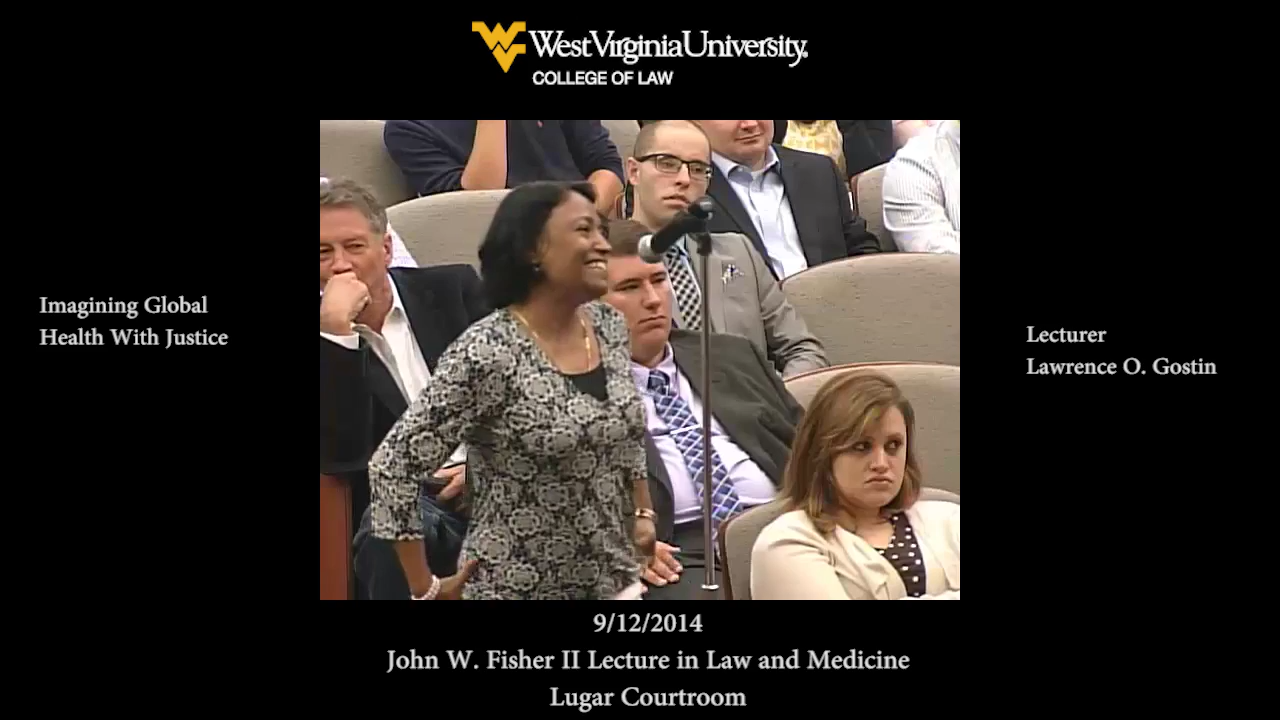 WestVirginiaUniversity.
COLLEGE OF LAW
Imagining Global
Health With Justice
Lecturer
Lawrence O. Gostin
9/12/2014
John W. Fisher II Lecture in Law and Medicine
Lugar Courtroom